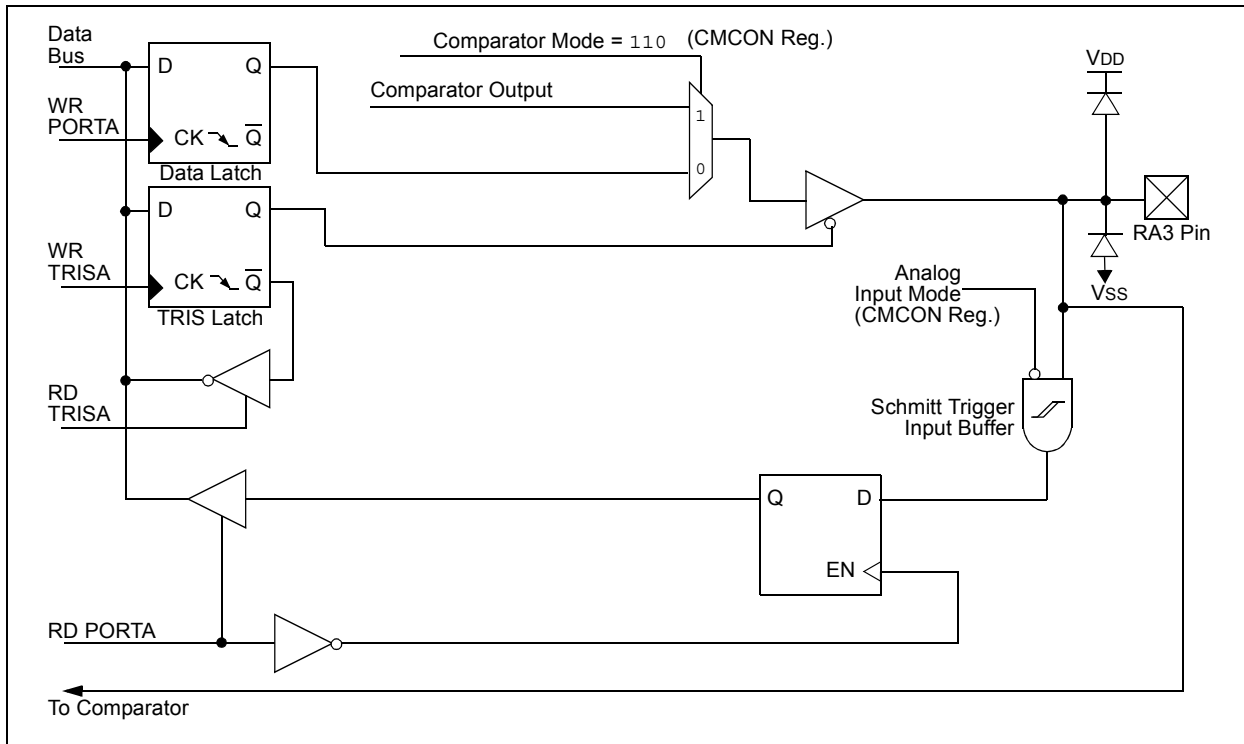 Data
Bus
D Q
Comparator Mode = 110 (CMCON Reg.)
VDD
Comparator Output
WR
PORTA
1
CK Q̅
0
Data Latch
D Q
RA3 Pin
WR
TRISA
Analog
Input Mode
(CMCON Reg.)
CK Q̅
VSS
TRIS Latch
RD
TRISA
Schmitt Trigger
Input Buffer
Q D
EN
RD PORTA
To Comparator